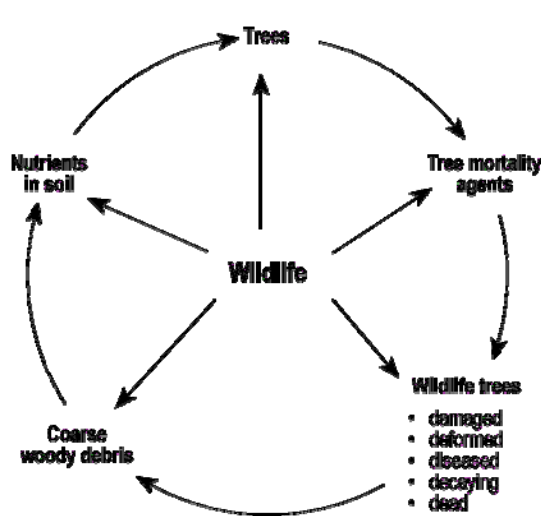 Trees
Nutrients
in soil
Tree mortality
agents
Wildlife
Wildlife trees
• damaged
• deformed
• diseased
• decaying
• dead
Coarse
woody debris